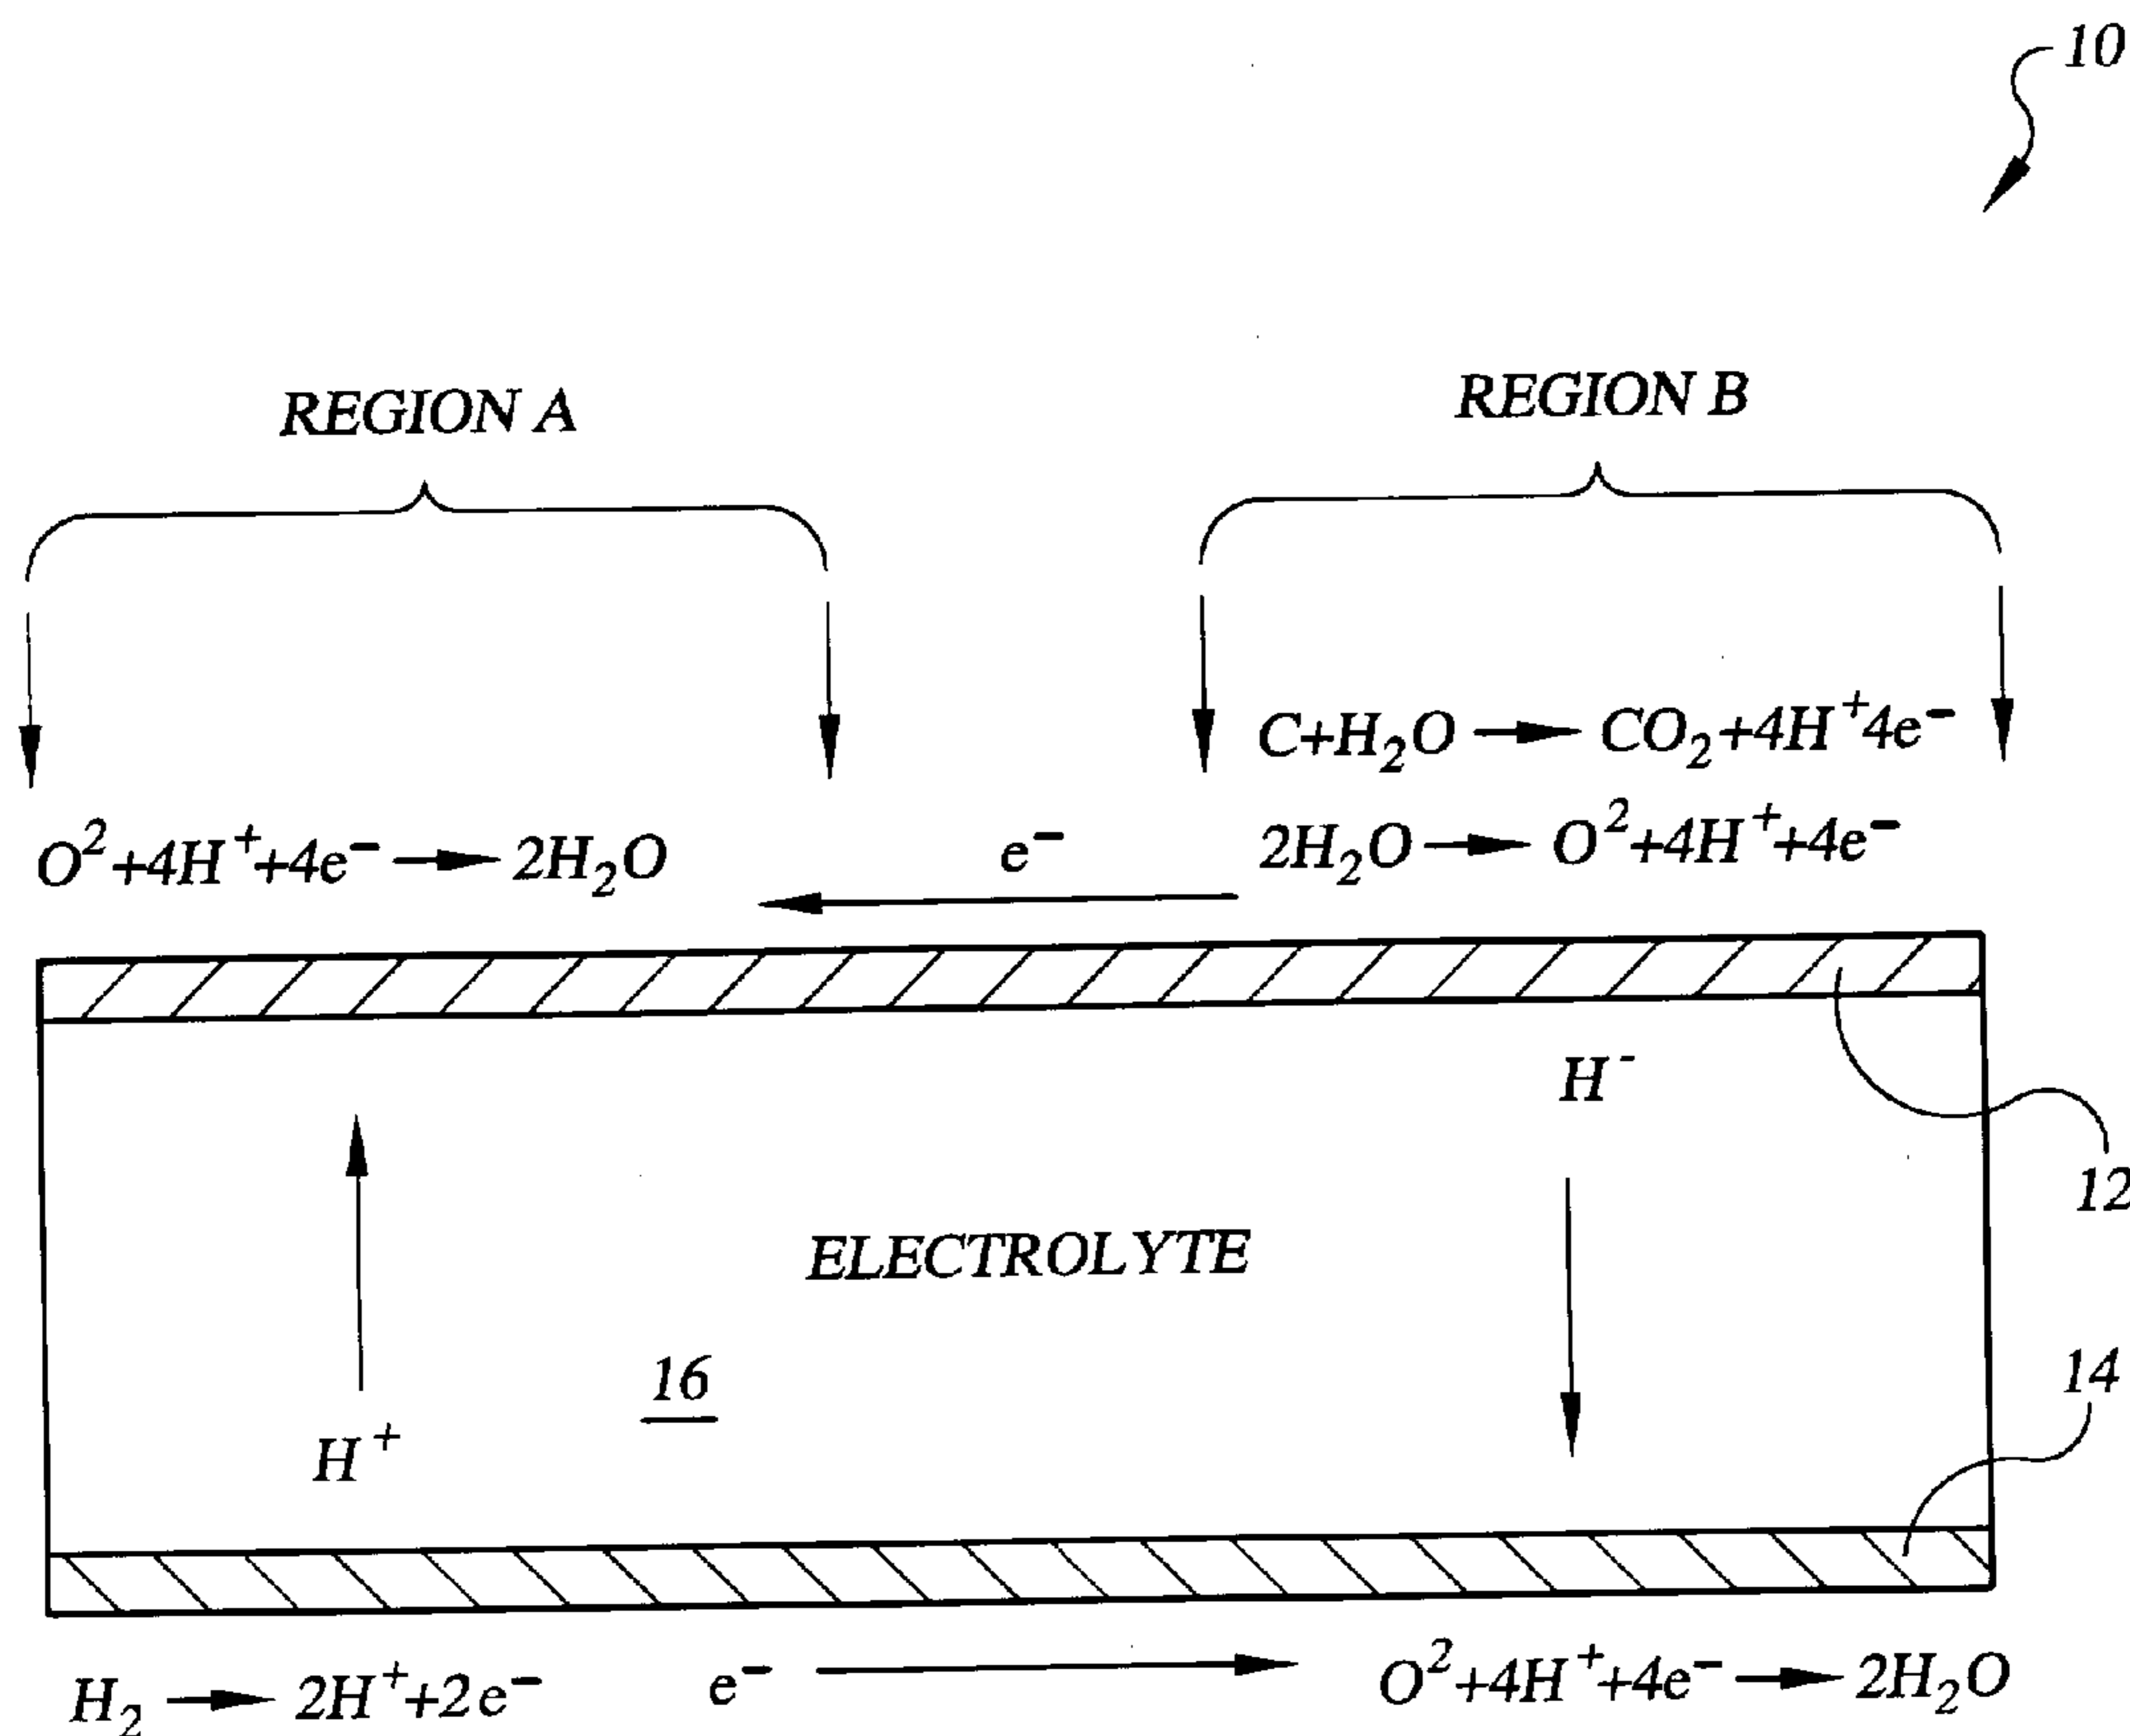 10
REGION A
REGION B
C+H₂O → CO₂+4H⁺4e⁻
O²+4H⁺+4e⁻ → 2H₂O
e⁻
2H₂O → O²+4H⁺+4e⁻
H⁻
12
ELECTROLYTE
14
16
H⁺
H₂ → 2H⁺+2e⁻
e⁻
O²+4H⁺+4e⁻ → 2H₂O